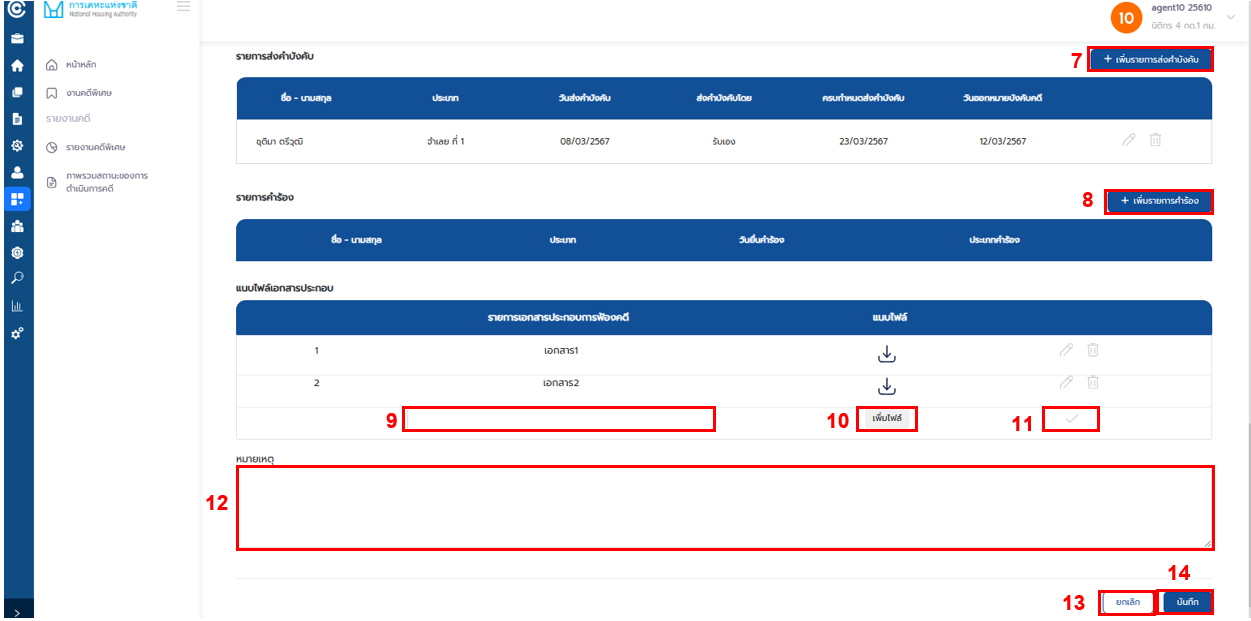 การเคหะแห่งชาติ
National Housing Authority
10
agent10 25610
นิติกร 4 กด.1 กม.
หน้าหลัก
งานคดีพิเศษ
รายงานคดี
รายงานคดีพิเศษ
ภาพรวมสถานะของการ
ดำเนินการคดี
รายการส่งคำบังคับ
7
+ เพิ่มรายการส่งคำบังคับ
ชื่อ - นามสกุล ประเภท วันส่งคำบังคับ ส่งคำบังคับโดย ครบกำหนดส่งคำบังคับ วันออกหมายบังคับคดี
ชุติมา ตรีวุฒิ จำเลย ที่ 1 08/03/2567 รับเอง 23/03/2567 12/03/2567
รายการคำร้อง
8
+ เพิ่มรายการคำร้อง
ชื่อ - นามสกุล ประเภท วันยื่นคำร้อง ประเภทคำร้อง
แนบไฟล์เอกสารประกอบ
รายการเอกสารประกอบการฟ้องคดี แนบไฟล์
1 เอกสาร1
2 เอกสาร2
9
10 เพิ่มไฟล์
11
หมายเหตุ
12
13 ยกเลิก
14 บันทึก